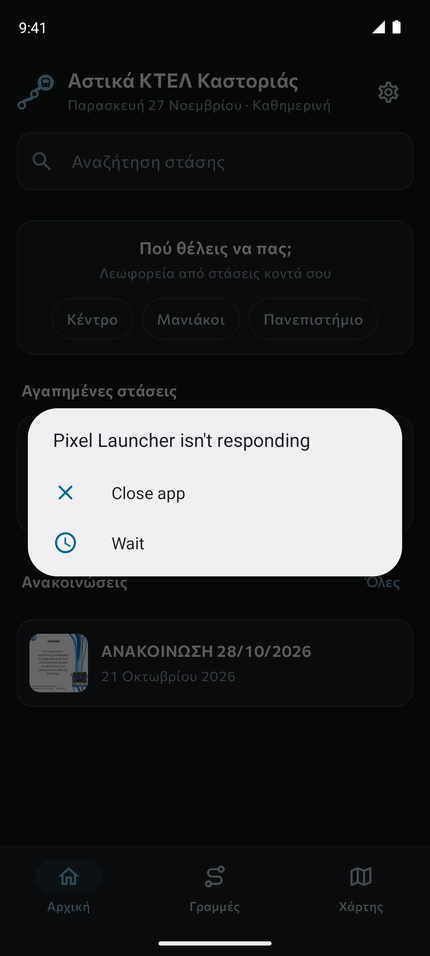 9:41
Αστικά ΚΤΕΛ Καστοριάς
Παρασκευή 27 Νοεμβρίου · Καθημερινή
Αναζήτηση στάσης
Πού θέλεις να πας;
Λεωφορεία από στάσεις κοντά σου
Κέντρο
Μανιάκοι
Πανεπιστήμιο
Αγαπημένες στάσεις
Pixel Launcher isn't responding
Close app
Wait
Ανακοινώσεις
Όλες
ΑΝΑΚΟΙΝΩΣΗ 28/10/2026
21 Οκτωβρίου 2026
Αρχική
Γραμμές
Χάρτης